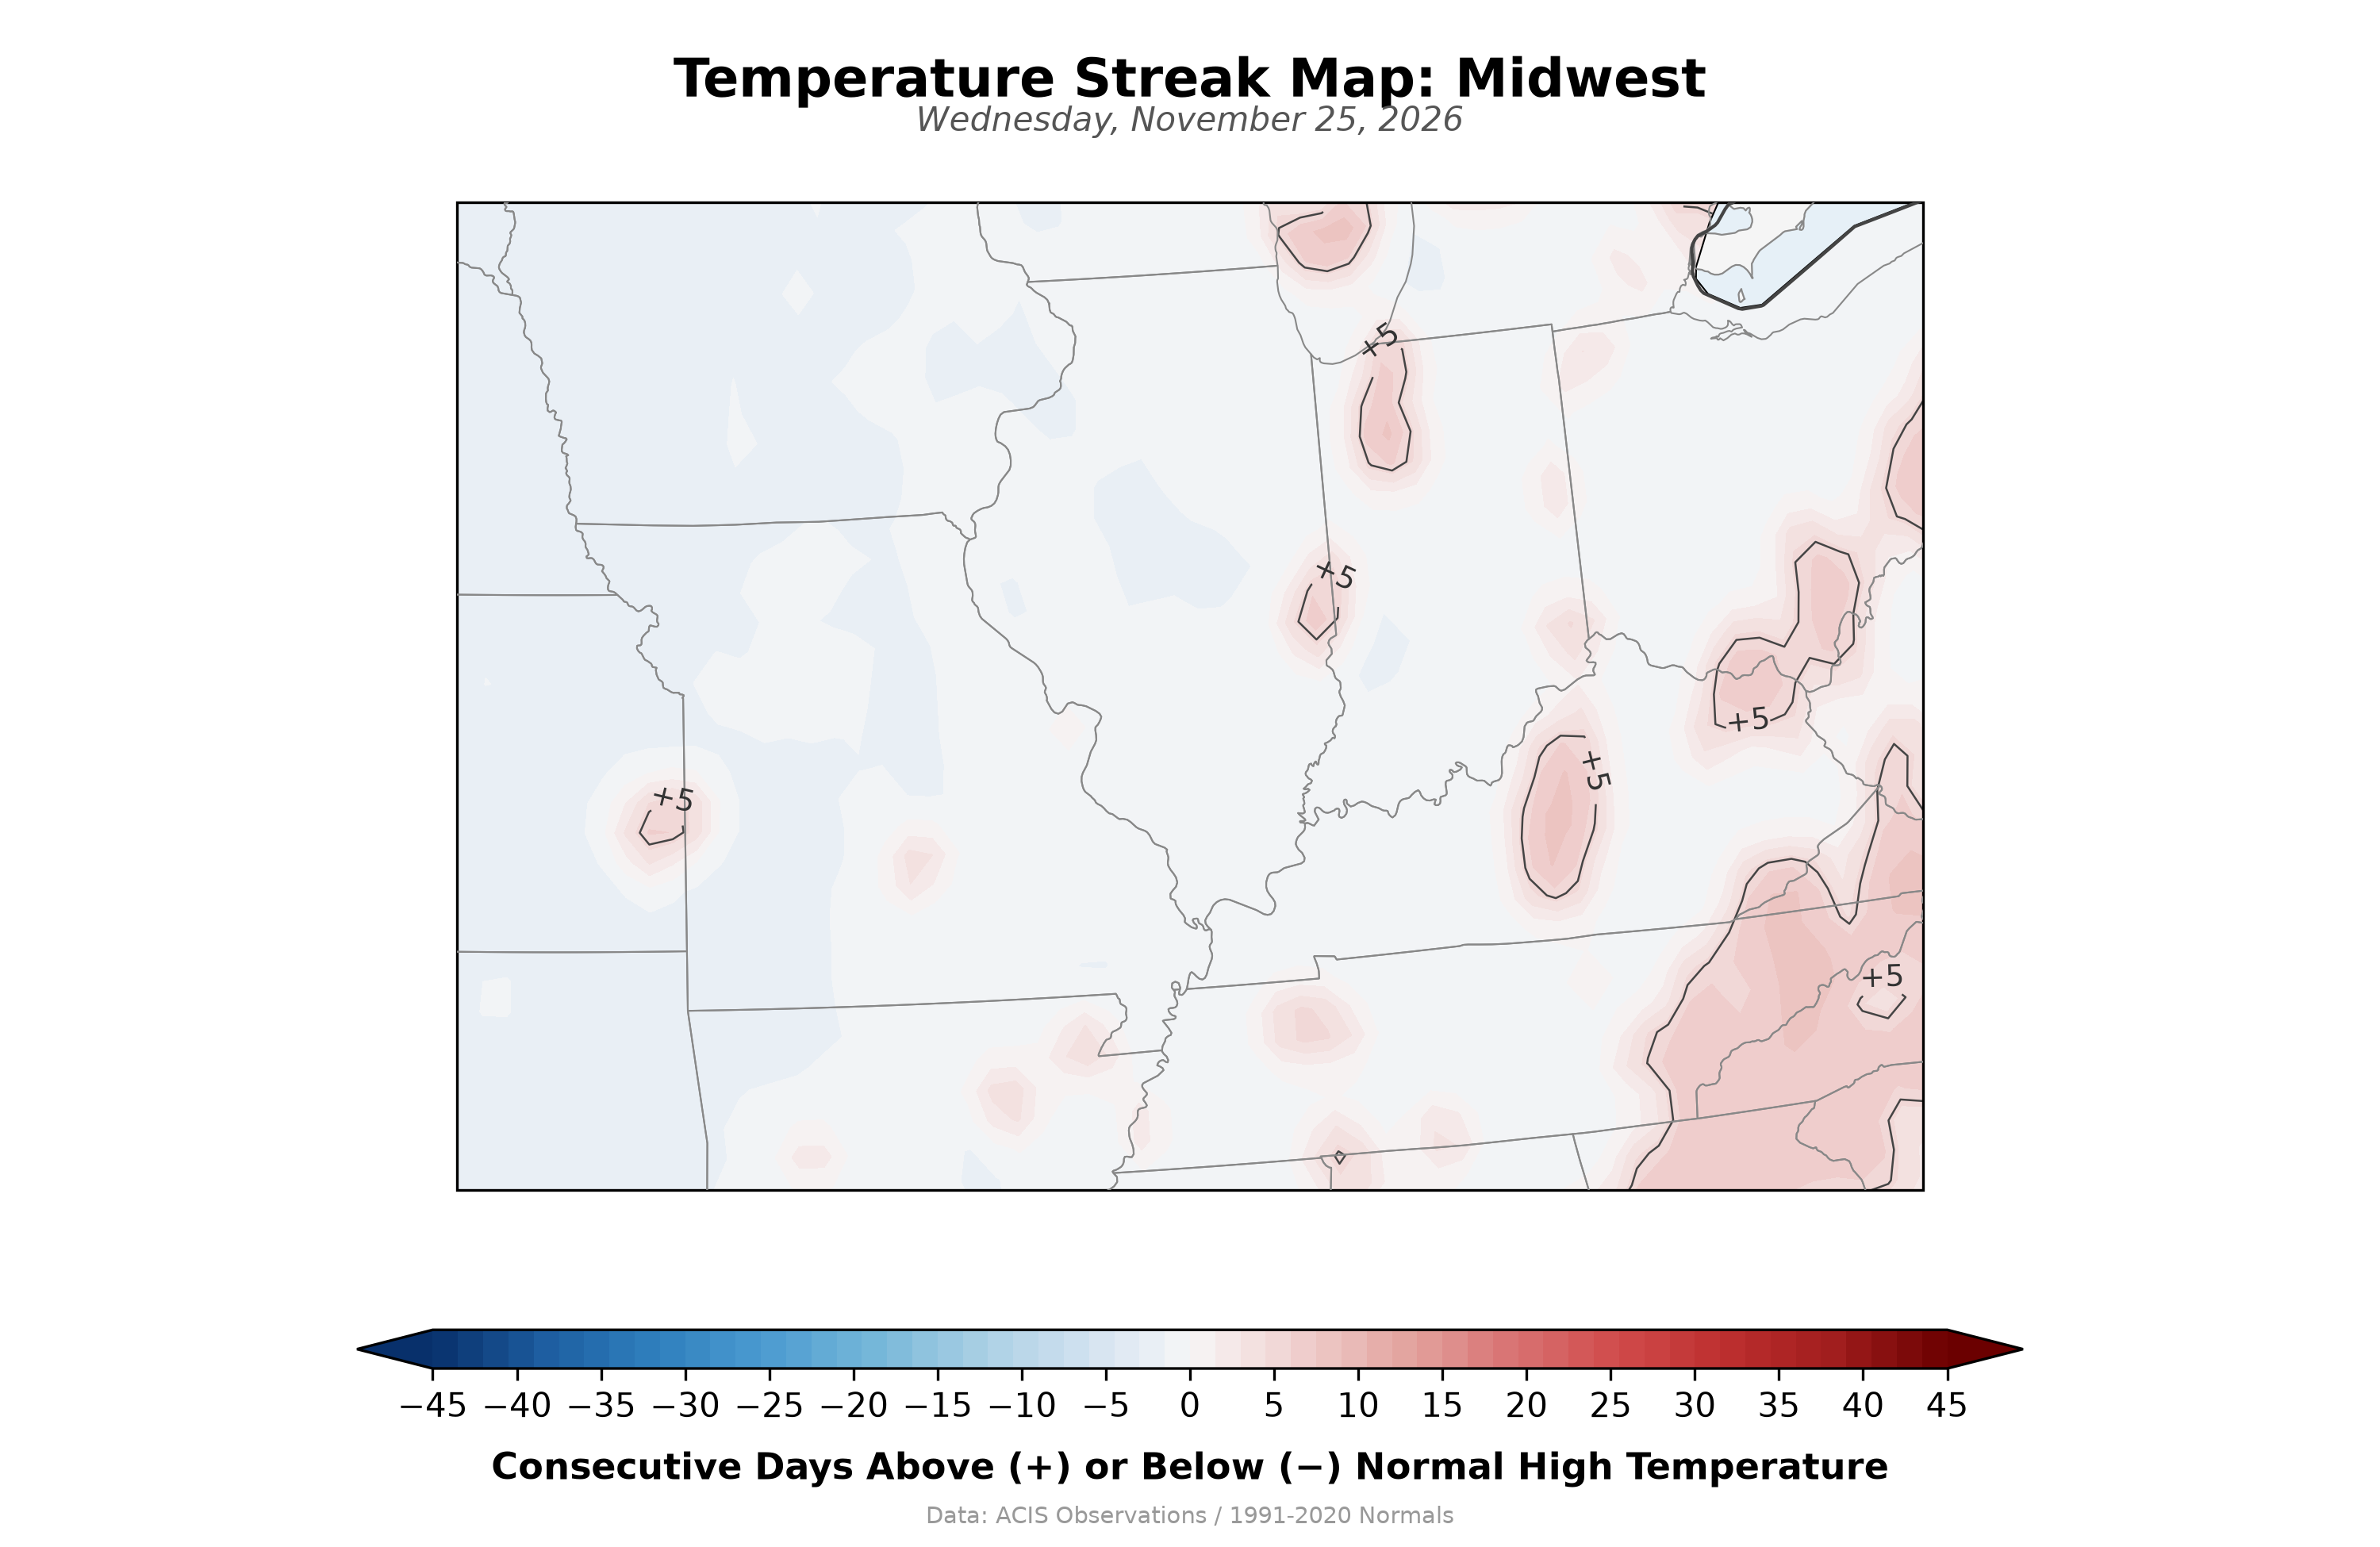 Temperature Streak Map: Midwest
Wednesday, November 25, 2026
+5
+5
+5
+5
+5
+5
−45 −40 −35 −30 −25 −20 −15 −10 −5 0 5 10 15 20 25 30 35 40 45
Consecutive Days Above (+) or Below (−) Normal High Temperature
Data: ACIS Observations / 1991-2020 Normals